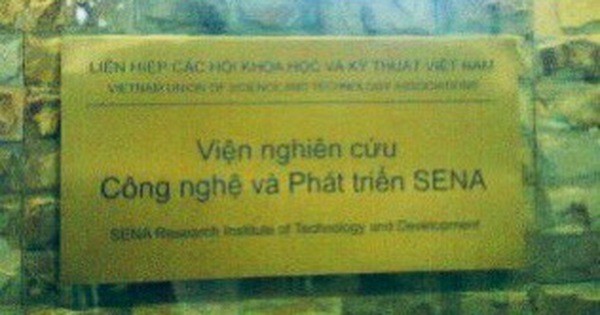 LIÊN HIỆP CÁC HỘI KHOA HỌC VÀ KỸ THUẬT VIỆT NAM
VIETNAM UNION OF SCIENCE AND TECHNOLOGY ASSOCIATIONS
Viện nghiên cứu
Công nghệ và Phát triển SENA
SENA Research Institute of Technology and Development